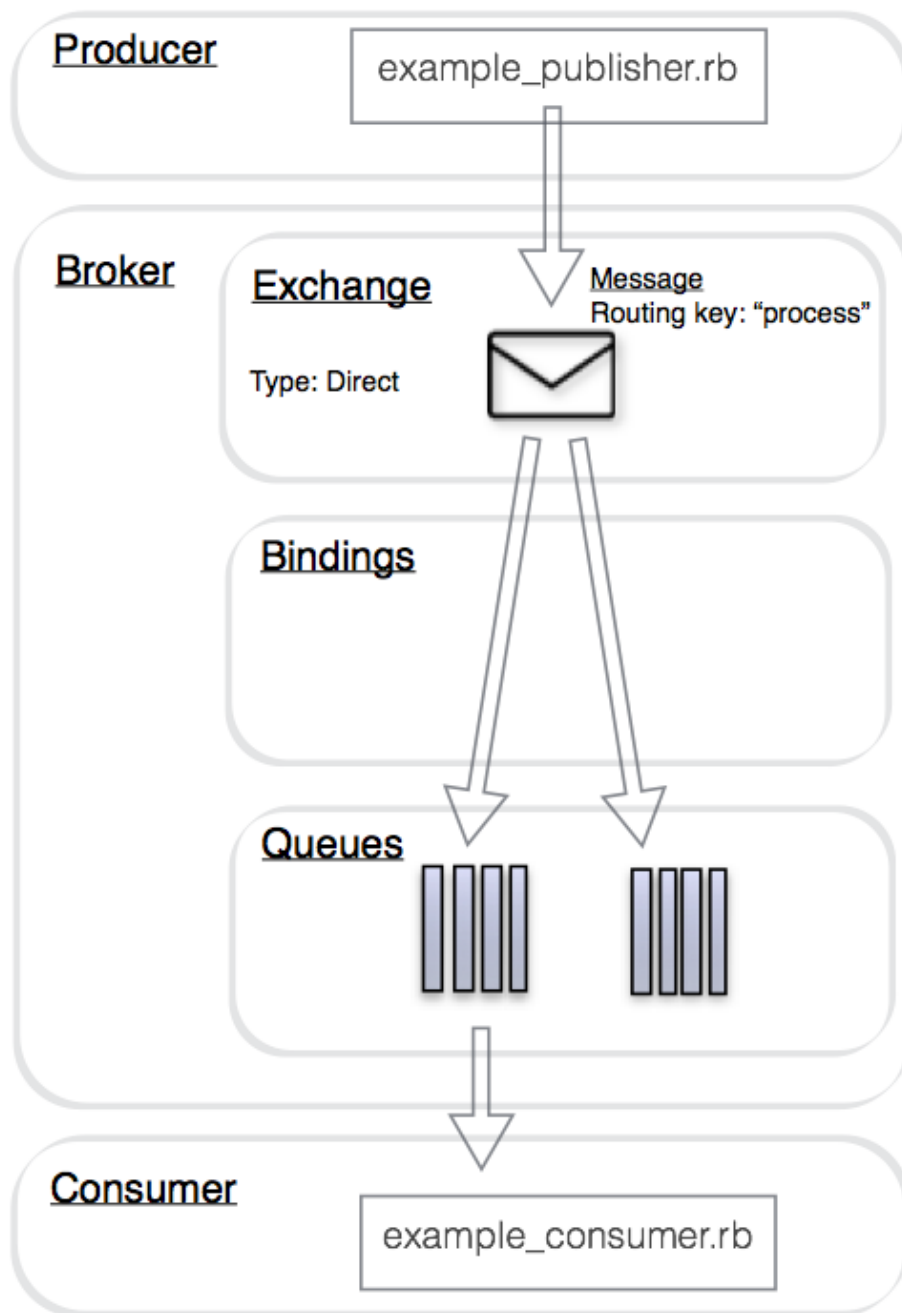 Producer
example_publisher.rb
Broker
Exchange
Message
Routing key: “process”
Type: Direct
Bindings
Queues
Consumer
example_consumer.rb